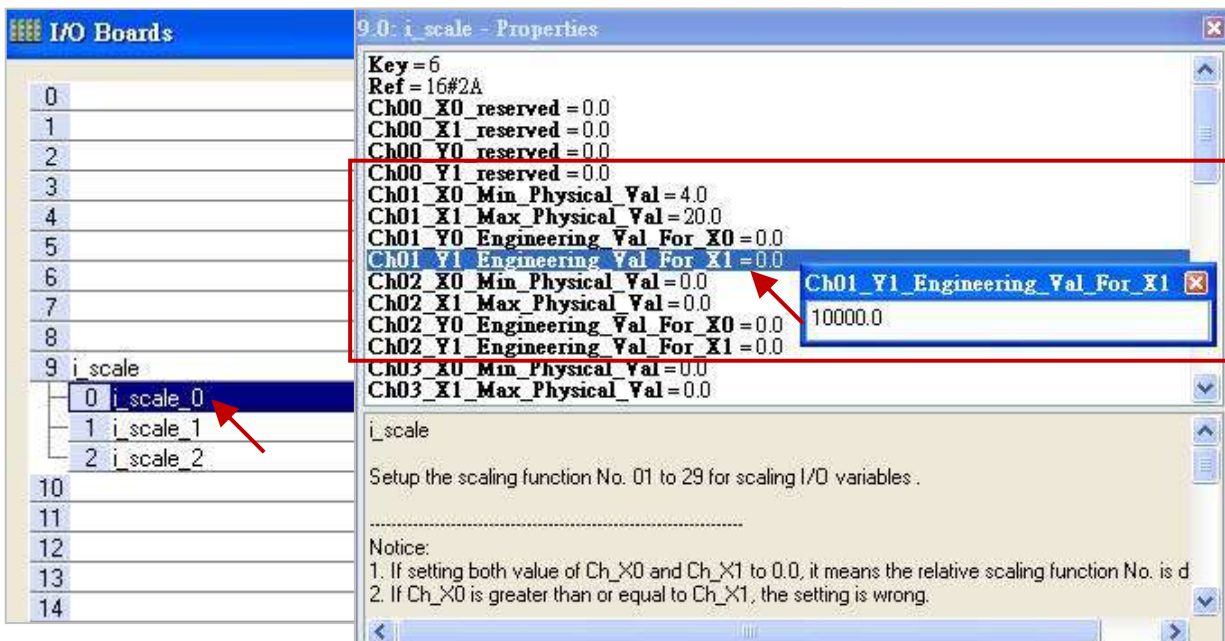 I/O Boards
0
1
2
3
4
5
6
7
8
9 i_scale
0 i_scale_0
1 i_scale_1
2 i_scale_2
10
11
12
13
14
9.0: i_scale - Properties
Key = 6
Ref = 16#2A
Ch00_X0_reserved = 0.0
Ch00_X1_reserved = 0.0
Ch00_Y0_reserved = 0.0
Ch00_Y1_reserved = 0.0
Ch01_X0_Min_Physical_Val = 4.0
Ch01_X1_Max_Physical_Val = 20.0
Ch01_Y0_Engineering_Val_For_X0 = 0.0
Ch01_Y1_Engineering_Val_For_X1 = 0.0
Ch02_X0_Min_Physical_Val = 0.0
Ch02_X1_Max_Physical_Val = 0.0
Ch02_Y0_Engineering_Val_For_X0 = 0.0
Ch02_Y1_Engineering_Val_For_X1 = 0.0
Ch03_X0_Min_Physical_Val = 0.0
Ch03_X1_Max_Physical_Val = 0.0
Ch01_Y1_Engineering_Val_For_X1
10000.0
i_scale
Setup the scaling function No. 01 to 29 for scaling I/O variables .
----------------------------------------------------------------------
Notice:
1. If setting both value of Ch_X0 and Ch_X1 to 0.0, it means the relative scaling function No. is d
2. If Ch_X0 is greater than or equal to Ch_X1, the setting is wrong.